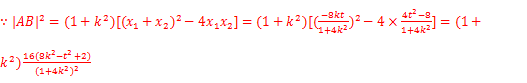 ∵ |AB|² = (1 + k²)[(x₁ + x₂)² − 4x₁x₂] = (1 + k²)[(−8kt/1+4k²)² − 4 × 4t²−8/1+4k²] = (1 +
k²) 16(8k²−t²+2)/(1+4k²)²